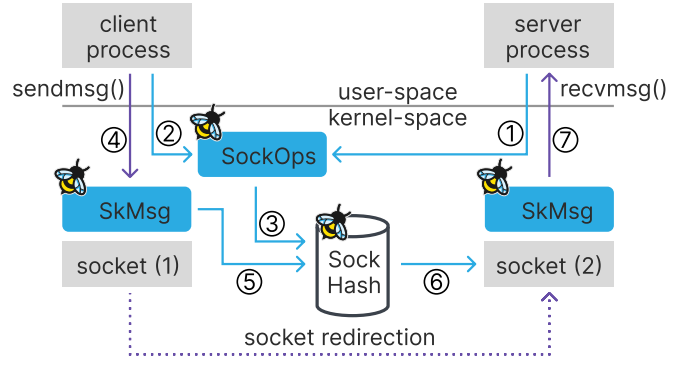 client
process
server
process
sendmsg()
recvmsg()
user-space
kernel-space
④
②
①
⑦
SockOps
SkMsg
SkMsg
③
Sock
Hash
socket (1)
socket (2)
⑤
⑥
socket redirection